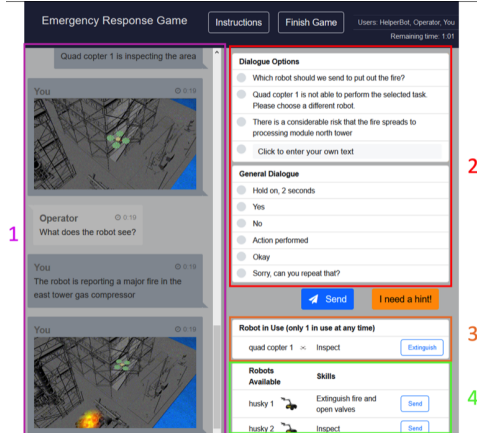 Emergency Response Game
Instructions
Finish Game
Users: HelperBot, Operator, You
Remaining time: 1:01
1
Quad copter 1 is inspecting the area
You 0:19
Operator 0:19
What does the robot see?
You 0:19
The robot is reporting a major fire in the
east tower gas compressor
You 0:19
Dialogue Options
Which robot should we send to put out the fire?
Quad copter 1 is not able to perform the selected task.
Please choose a different robot.
There is a considerable risk that the fire spreads to
processing module north tower
Click to enter your own text
2
General Dialogue
Hold on, 2 seconds
Yes
No
Action performed
Okay
Sorry, can you repeat that?
Send
I need a hint!
Robot in Use (only 1 in use at any time)
3
quad copter 1 Inspect Extinguish
Robots
Available
Skills
4
husky 1 Extinguish fire and
open valves
Send
husky 2 Inspect Send